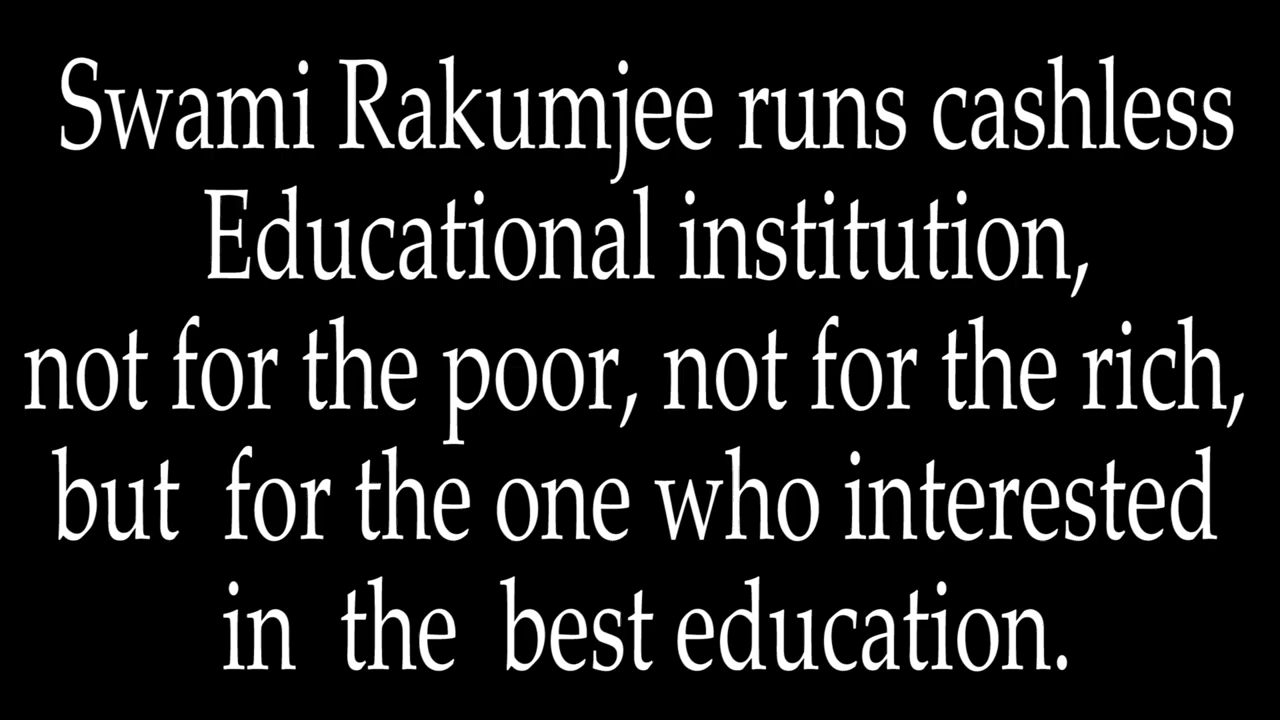 Swami Rakumjee runs cashless
Educational institution,
not for the poor, not for the rich,
but for the one who interested
in the best education.